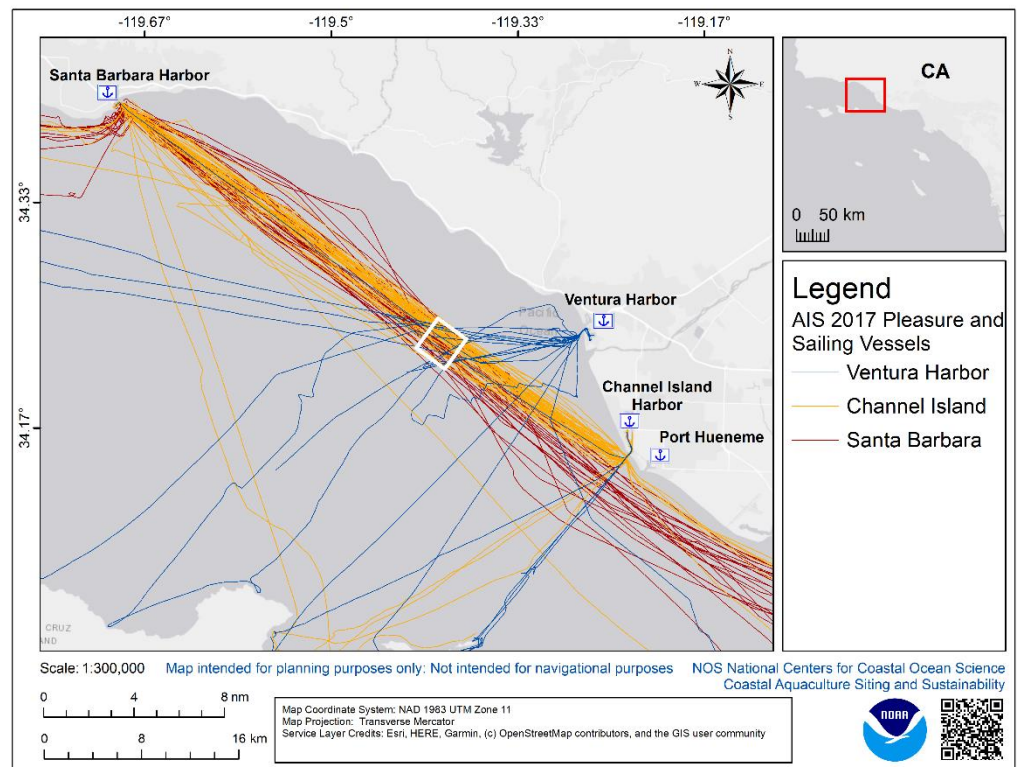 -119.67°
-119.5°
-119.33°
-119.17°
34.33
34.17
Santa Barbara Harbor
N
W
E
S
Ventura Harbor
Pacific
Channel Island
Harbor
Port Hueneme
CRUZ
CA
0 50 km
Legend
AIS 2017 Pleasure and
Sailing Vessels
Ventura Harbor
Channel Island
Santa Barbara
Scale: 1:300,000
Map intended for planning purposes only: Not intended for navigational purposes
NOS National Centers for Coastal Ocean Science
Coastal Aquaculture Siting and Sustainability
0 4 8 nm
0 8 16 km
Map Coordinate System: NAD 1983 UTM Zone 11
Map Projection: Transverse Mercator
Service Layer Credits: Esri, HERE, Garmin, (c) OpenStreetMap contributors, and the GIS user community
NOAA